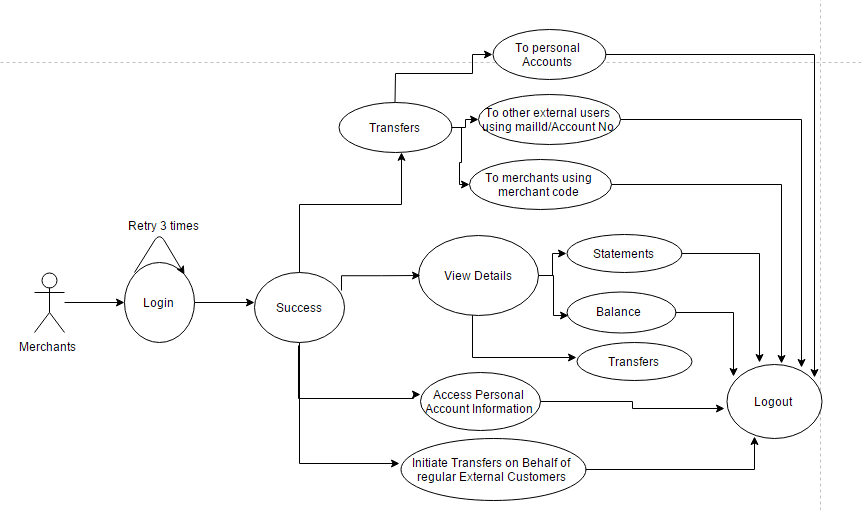 To personal
Accounts
To other external users
using mailId/Account No
Transfers
To merchants using
merchant code
Retry 3 times
Statements
View Details
Login
Success
Balance
Merchants
Transfers
Access Personal
Account Information
Logout
Initiate Transfers on Behalf of
regular External Customers